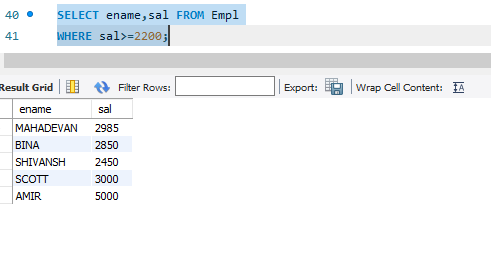 40 SELECT ename,sal FROM Empl
41 WHERE sal>=2200;
Result Grid Filter Rows: Export: Wrap Cell Content: IA
ename sal
MAHADEVAN 2985
BINA 2850
SHIVANSH 2450
SCOTT 3000
AMIR 5000